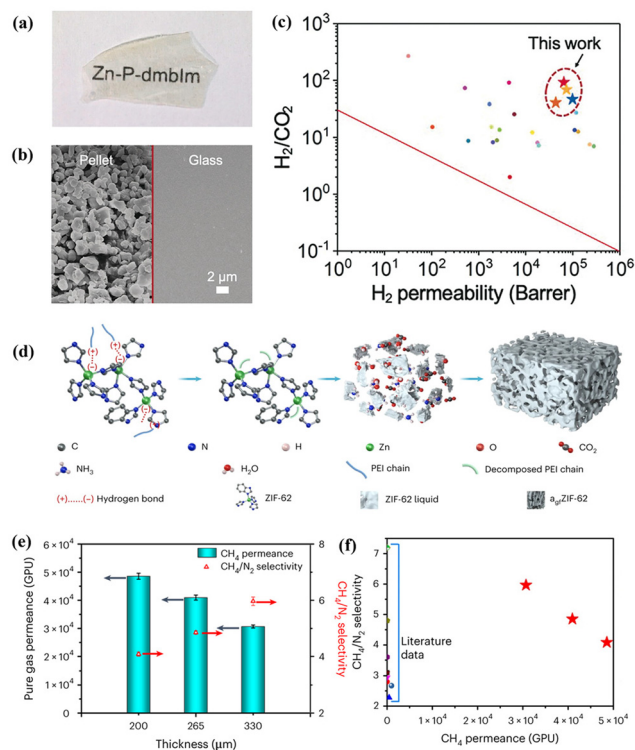 (a)
Zn-P-dmbIm
(b)
Pellet
Glass
2 μm
(c)
This work
H₂/CO₂
10³
10²
10¹
10⁰
10⁻¹
10⁰ 10¹ 10² 10³ 10⁴ 10⁵ 10⁶
H₂ permeability (Barrer)
(d)
(+)
(−)
(+)
(−)
(−)
C
N
H
Zn
O
CO₂
NH₃
H₂O
PEI chain
Decomposed PEI chain
(+)......(−) Hydrogen bond
ZIF-62
ZIF-62 liquid
agfZIF-62
(e)
Pure gas permeance (GPU)
6 × 10⁴
5 × 10⁴
4 × 10⁴
3 × 10⁴
2 × 10⁴
1 × 10⁴
0
CH₄ permeance
CH₄/N₂ selectivity
8
6
4
2
CH₄/N₂ selectivity
200 265 330
Thickness (μm)
(f)
CH₄/N₂ selectivity
7
6
5
4
3
2
Literature
data
0 1 × 10⁴ 2 × 10⁴ 3 × 10⁴ 4 × 10⁴ 5 × 10⁴
CH₄ permeance (GPU)